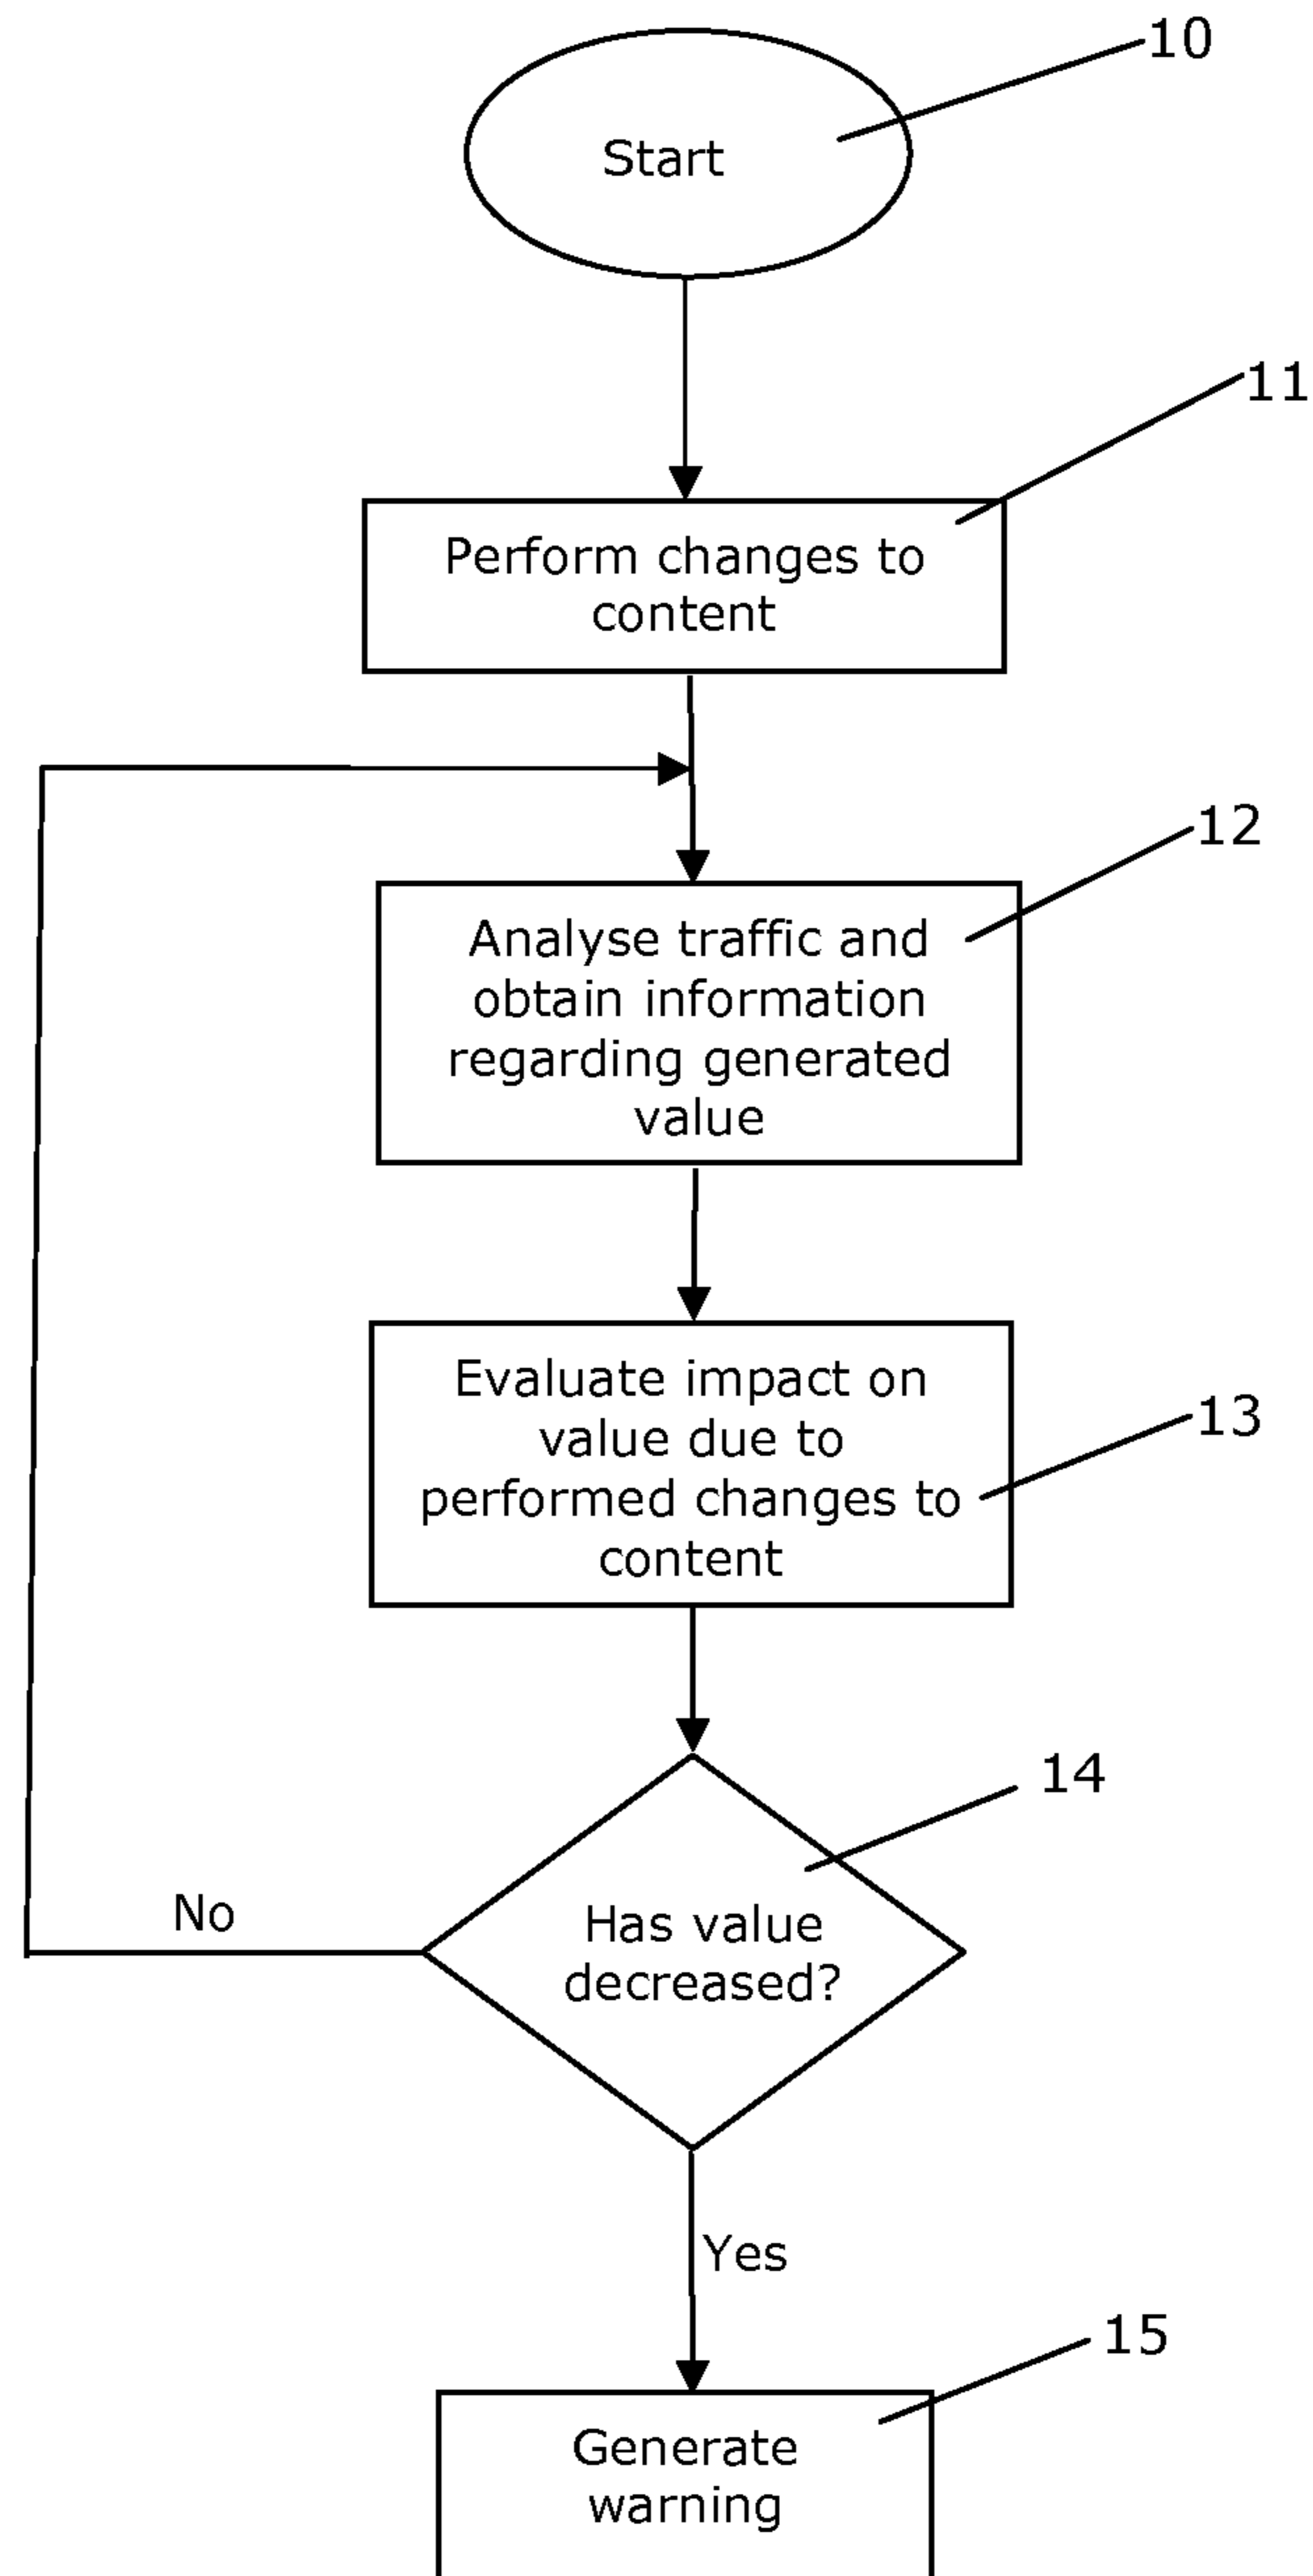 10
Start
11
Perform changes to
content
12
Analyse traffic and
obtain information
regarding generated
value
Evaluate impact on
value due to
performed changes to
content
13
14
Has value
decreased?
No
Yes
15
Generate
warning